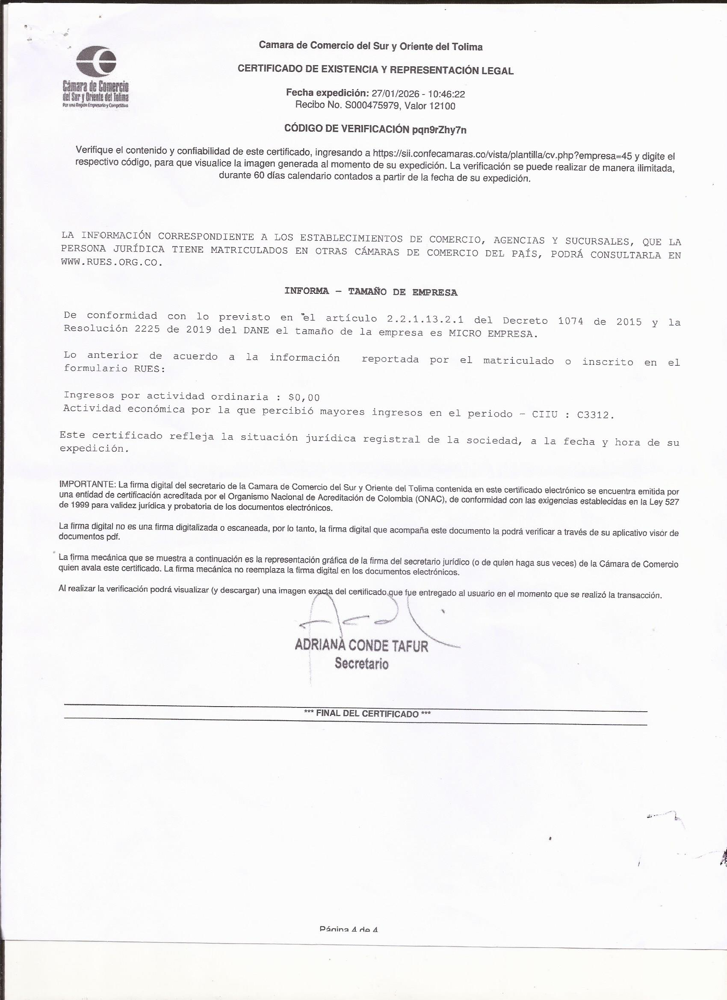 Camara de Comercio del Sur y Oriente del Tolima
CERTIFICADO DE EXISTENCIA Y REPRESENTACIÓN LEGAL
Cámara de Comercio
del Sur y Oriente del Tolima
Por una Región Empresaria y Competitiva
Fecha expedición: 27/01/2026 - 10:46:22
Recibo No. S000475979, Valor 12100
CÓDIGO DE VERIFICACIÓN pqn9rZhy7n
Verifique el contenido y confiabilidad de este certificado, ingresando a https://sii.confecamaras.co/vista/plantilla/cv.php?empresa=45 y digite el
respectivo código, para que visualice la imagen generada al momento de su expedición. La verificación se puede realizar de manera ilimitada,
durante 60 días calendario contados a partir de la fecha de su expedición.
LA INFORMACIÓN CORRESPONDIENTE A LOS ESTABLECIMIENTOS DE COMERCIO, AGENCIAS Y SUCURSALES, QUE LA
PERSONA JURÍDICA TIENE MATRICULADOS EN OTRAS CÁMARAS DE COMERCIO DEL PAÍS, PODRÁ CONSULTARLA EN
WWW.RUES.ORG.CO.
INFORMA - TAMAÑO DE EMPRESA
De conformidad con lo previsto en el artículo 2.2.1.13.2.1 del Decreto 1074 de 2015 y la
Resolución 2225 de 2019 del DANE el tamaño de la empresa es MICRO EMPRESA.
Lo anterior de acuerdo a la información reportada por el matriculado o inscrito en el
formulario RUES:
Ingresos por actividad ordinaria : $0,00
Actividad económica por la que percibió mayores ingresos en el periodo - CIIU : C3312.
Este certificado refleja la situación jurídica registral de la sociedad, a la fecha y hora de su
expedición.
IMPORTANTE: La firma digital del secretario de la Camara de Comercio del Sur y Oriente del Tolima contenida en este certificado electrónico se encuentra emitida por
una entidad de certificación acreditada por el Organismo Nacional de Acreditación de Colombia (ONAC), de conformidad con las exigencias establecidas en la Ley 527
de 1999 para validez jurídica y probatoria de los documentos electrónicos.
La firma digital no es una firma digitalizada o escaneada, por lo tanto, la firma digital que acompaña este documento la podrá verificar a través de su aplicativo visor de
documentos pdf.
La firma mecánica que se muestra a continuación es la representación gráfica de la firma del secretario jurídico (o de quien haga sus veces) de la Cámara de Comercio
quien avala este certificado. La firma mecánica no reemplaza la firma digital en los documentos electrónicos.
Al realizar la verificación podrá visualizar (y descargar) una imagen exacta del certificado que fue entregado al usuario en el momento que se realizó la transacción.
ADRIANA CONDE TAFUR
Secretario
*** FINAL DEL CERTIFICADO ***
Página 4 de 4